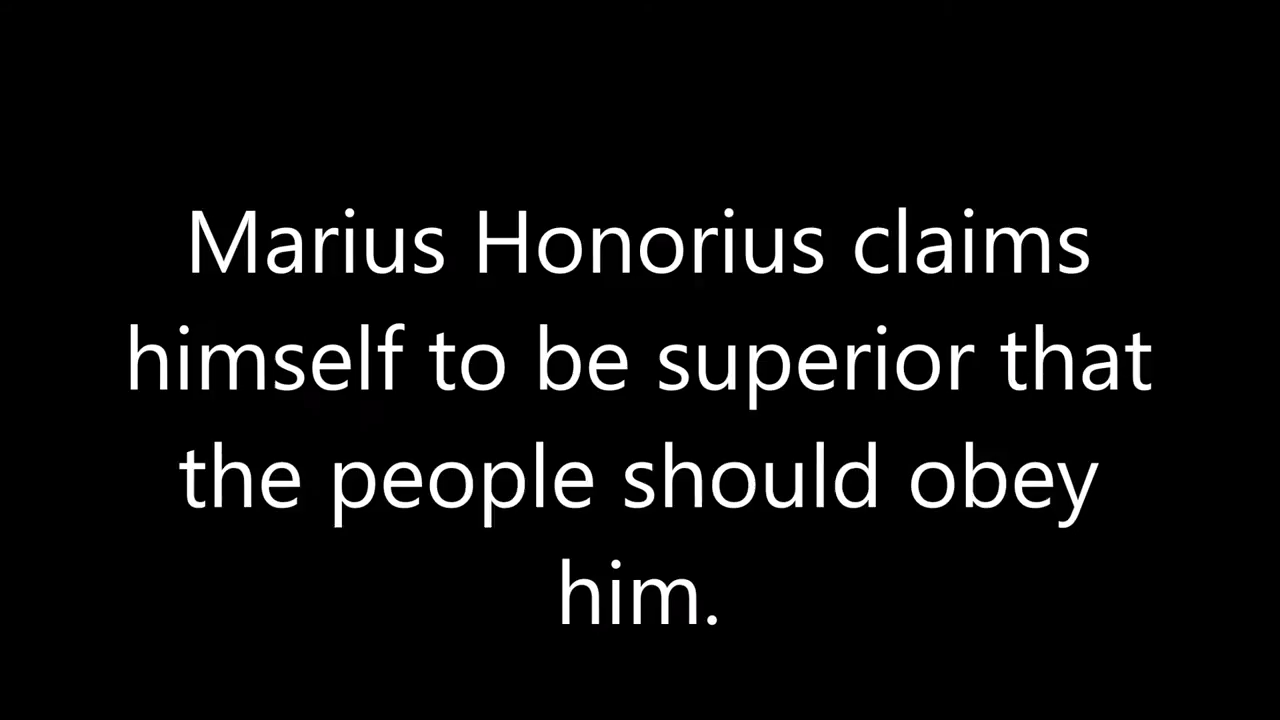 Marius Honorius claims
himself to be superior that
the people should obey
him.